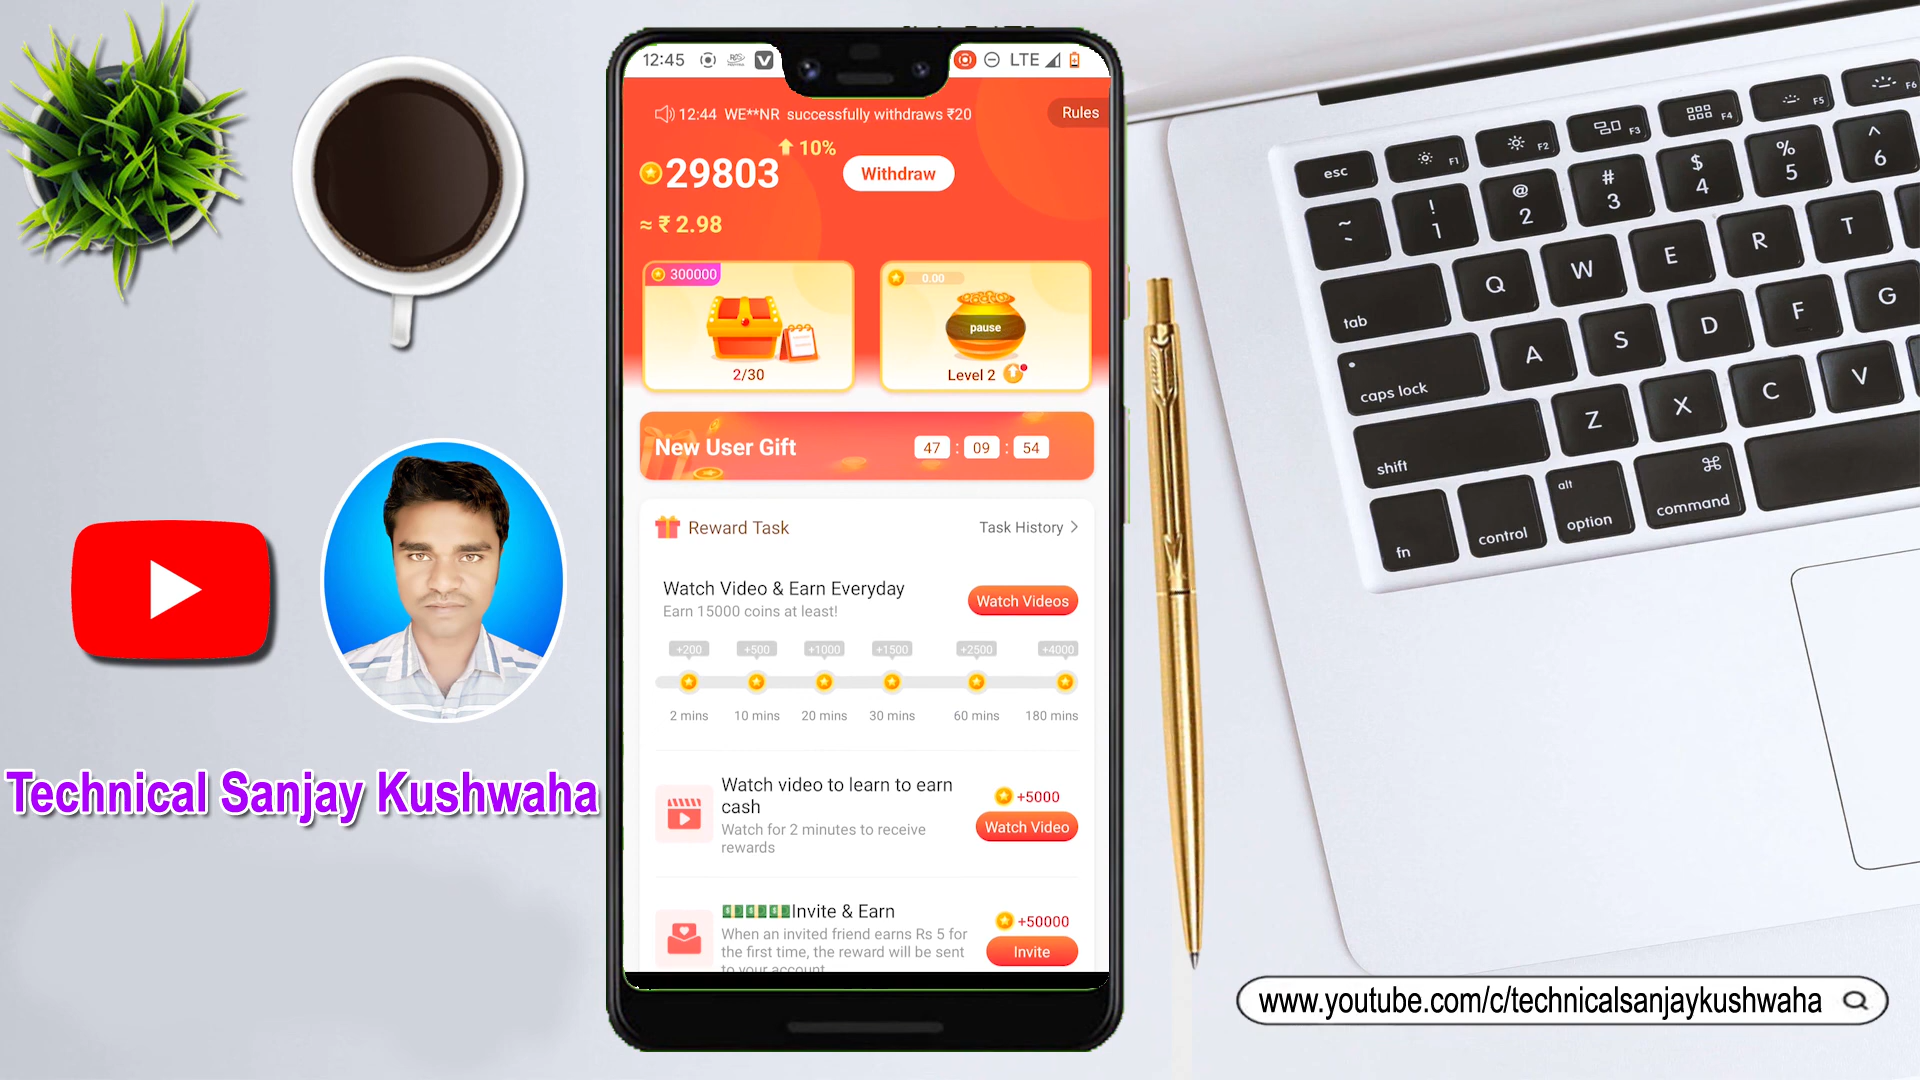 12:45
LTE
12:44 WE**NR successfully withdraws ₹20
Rules
10%
29803
Withdraw
≈ ₹ 2.98
300000
2/30
0.00
pause
Level 2
New User Gift
47 : 09 : 54
Reward Task
Task History >
Watch Video & Earn Everyday
Earn 15000 coins at least!
Watch Videos
+200 +500 +1000 +1500 +2500 +4000
2 mins 10 mins 20 mins 30 mins 60 mins 180 mins
Watch video to learn to earn
cash
Watch for 2 minutes to receive
rewards
+5000
Watch Video
Invite & Earn
When an invited friend earns Rs 5 for
the first time, the reward will be sent
to your account
+50000
Invite
Technical Sanjay Kushwaha
www.youtube.com/c/technicalsanjaykushwaha
esc F1 F2 F3 F4 F5 F6
~ ` ! 1 @ 2 # 3 $ 4 % 5 ^ 6
tab Q W E R T
caps lock A S D F G
shift Z X C V
fn control alt option ⌘ command